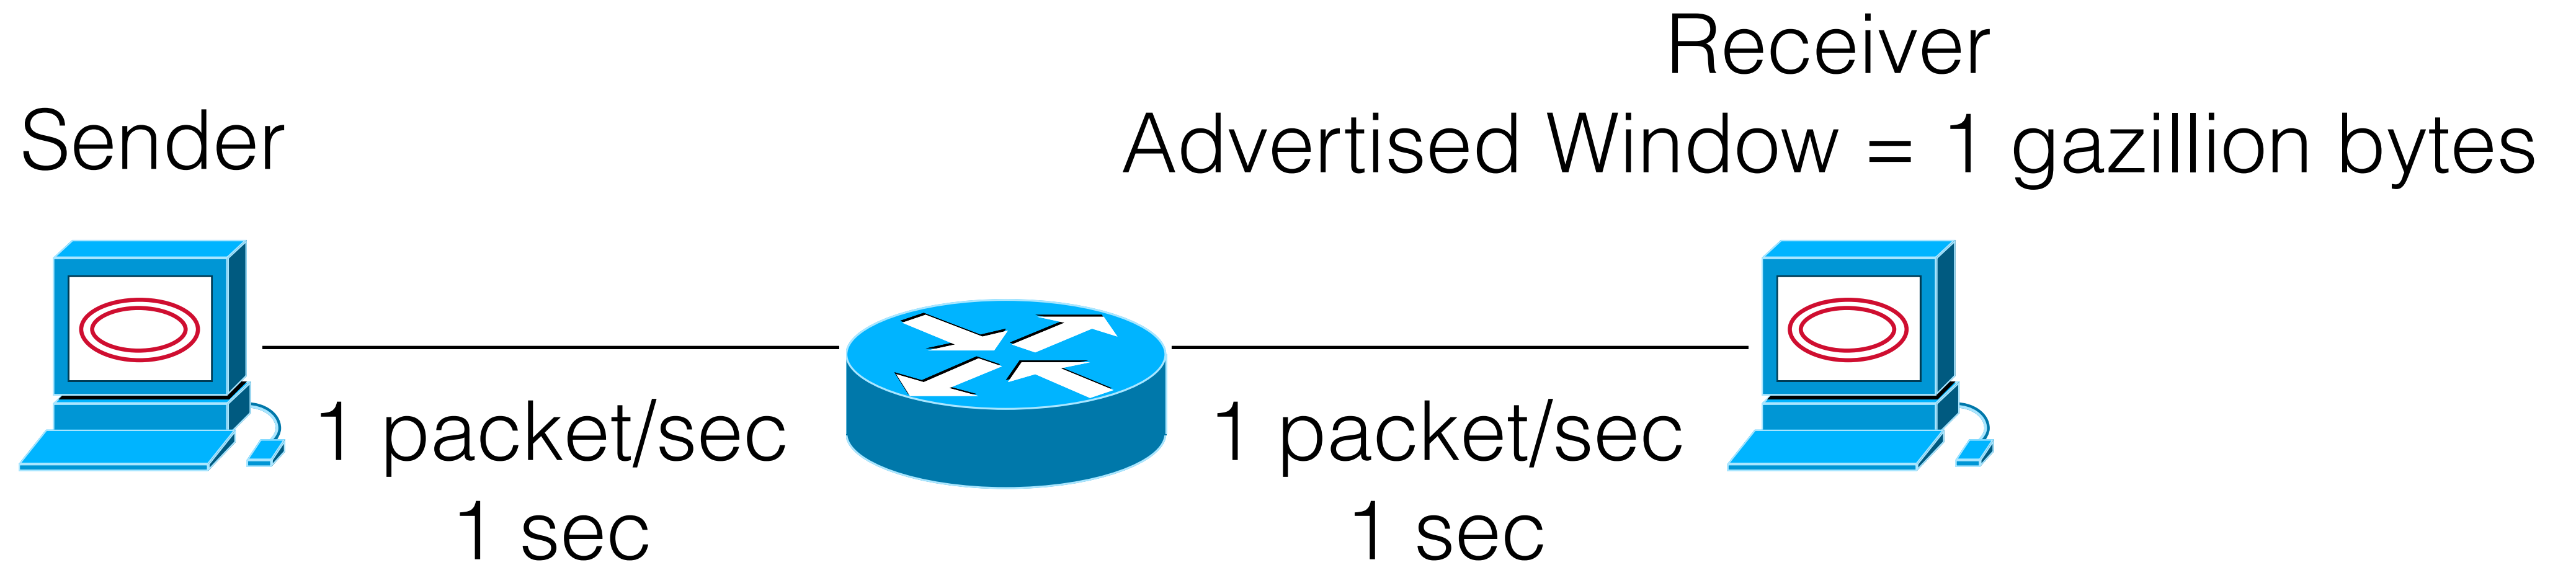 Sender
Receiver
Advertised Window = 1 gazillion bytes
1 packet/sec
1 sec
1 packet/sec
1 sec